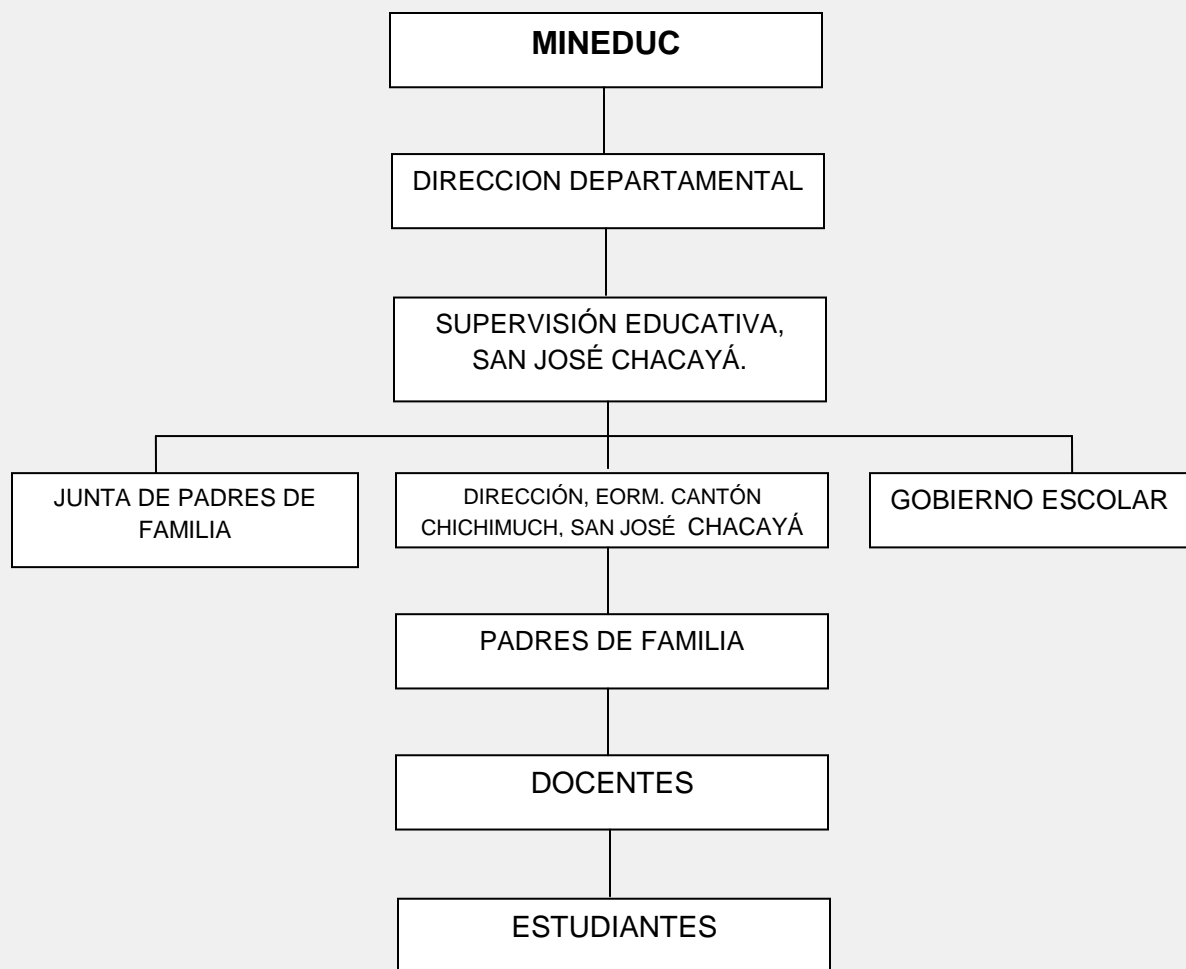 MINEDUC
DIRECCION DEPARTAMENTAL
SUPERVISIÓN EDUCATIVA,
SAN JOSÉ CHACAYÁ.
JUNTA DE PADRES DE
FAMILIA
DIRECCIÓN, EORM. CANTÓN
CHICHIMUCH, SAN JOSÉ CHACAYÁ
GOBIERNO ESCOLAR
PADRES DE FAMILIA
DOCENTES
ESTUDIANTES